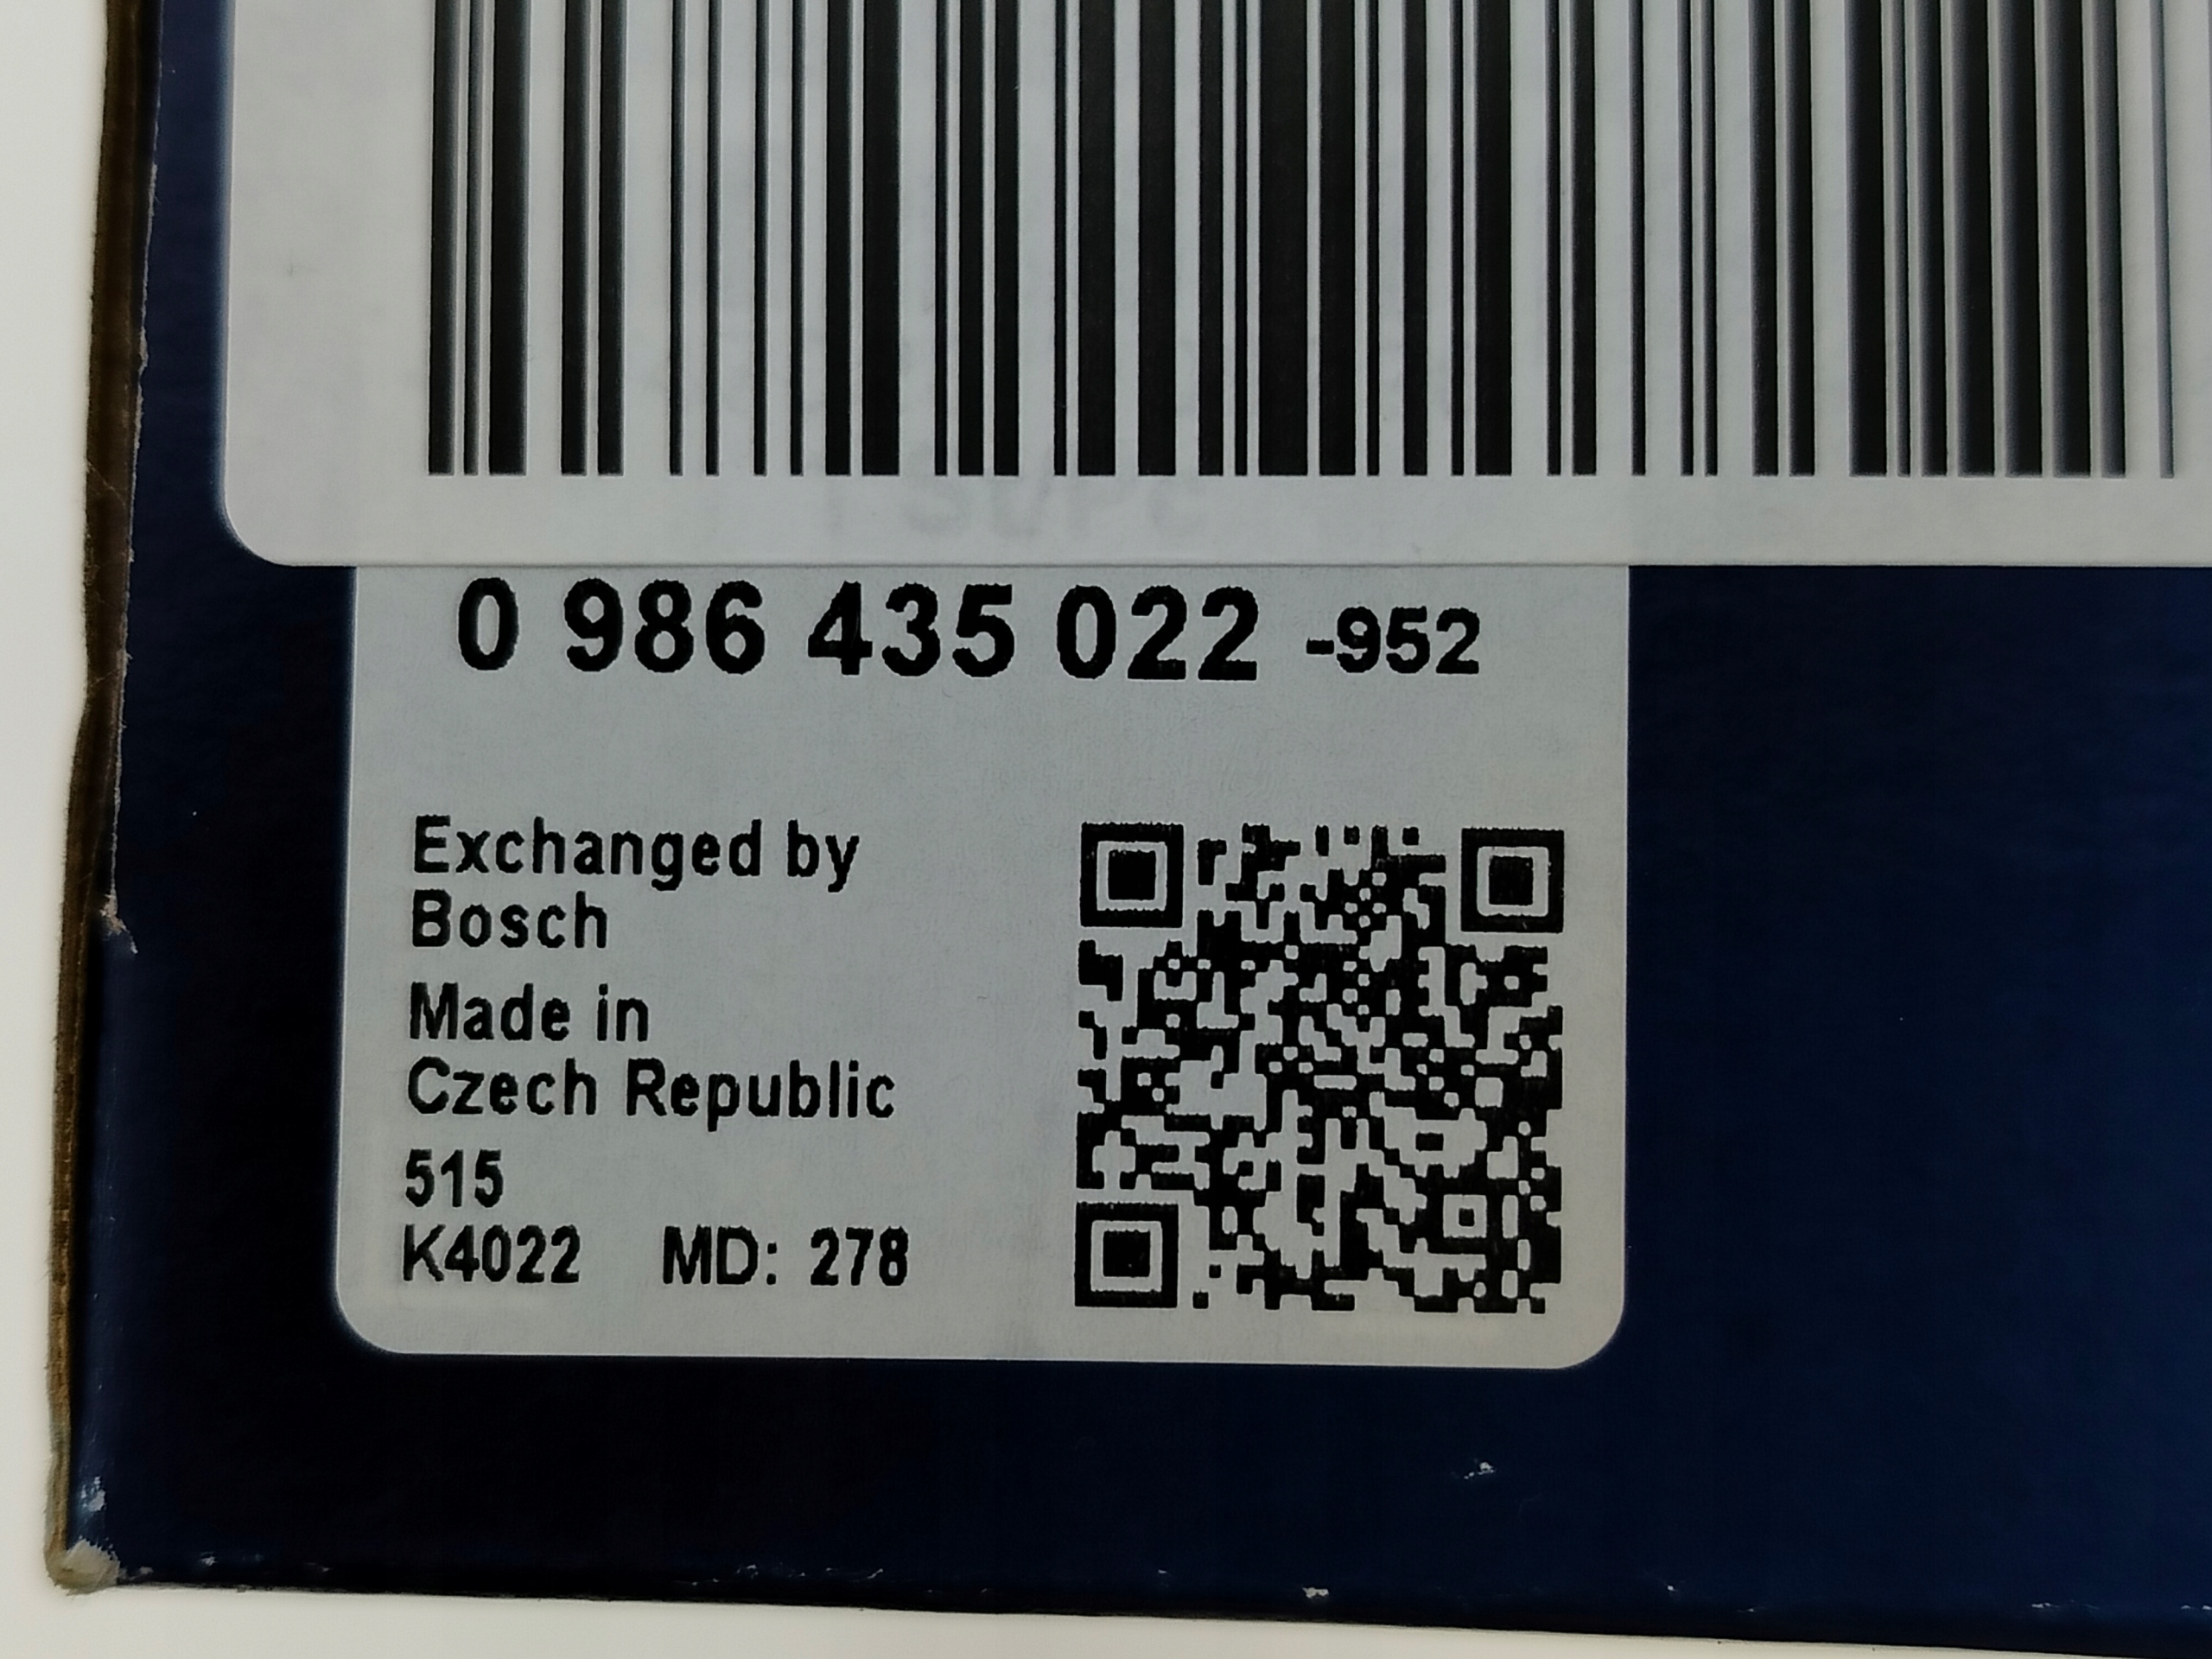 0 986 435 022 -952
Exchanged by
Bosch
Made in
Czech Republic
515
K4022 MD: 278